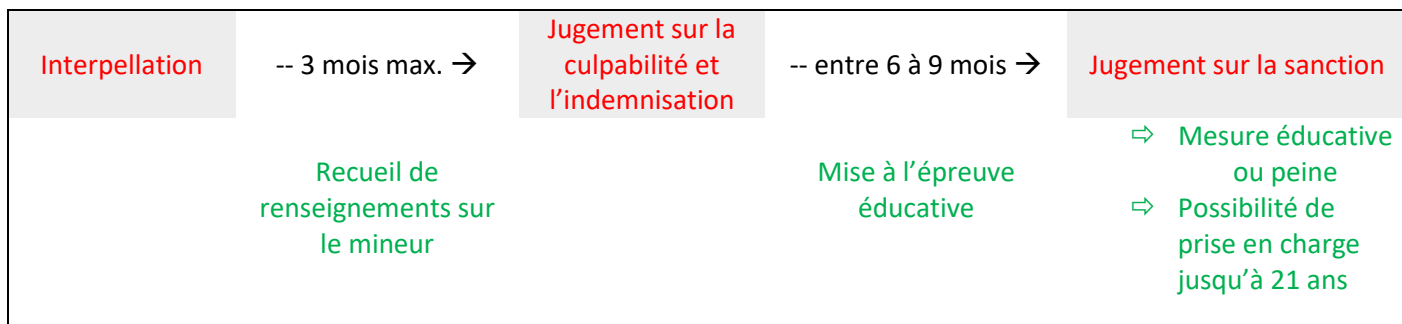 Interpellation
-- 3 mois max. →
Jugement sur la
culpabilité et
l’indemnisation
-- entre 6 à 9 mois →
Jugement sur la sanction
Recueil de
renseignements sur
le mineur
Mise à l’épreuve
éducative
⇨ Mesure éducative
ou peine
⇨ Possibilité de
prise en charge
jusqu’à 21 ans